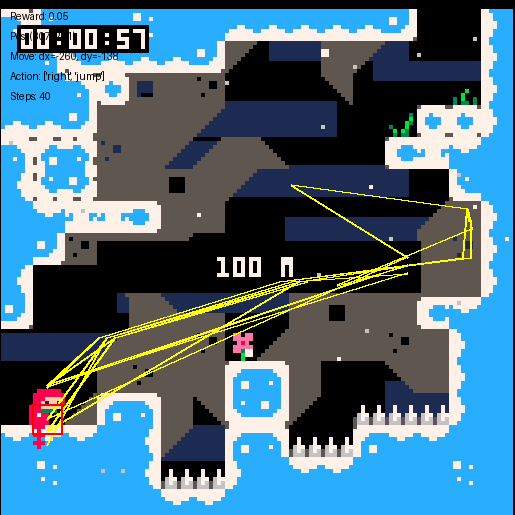 Reward: 0.05
00:00:57
Move: dx=-260, dy=-138
Action: ['right', 'jump']
Steps: 40
100 M